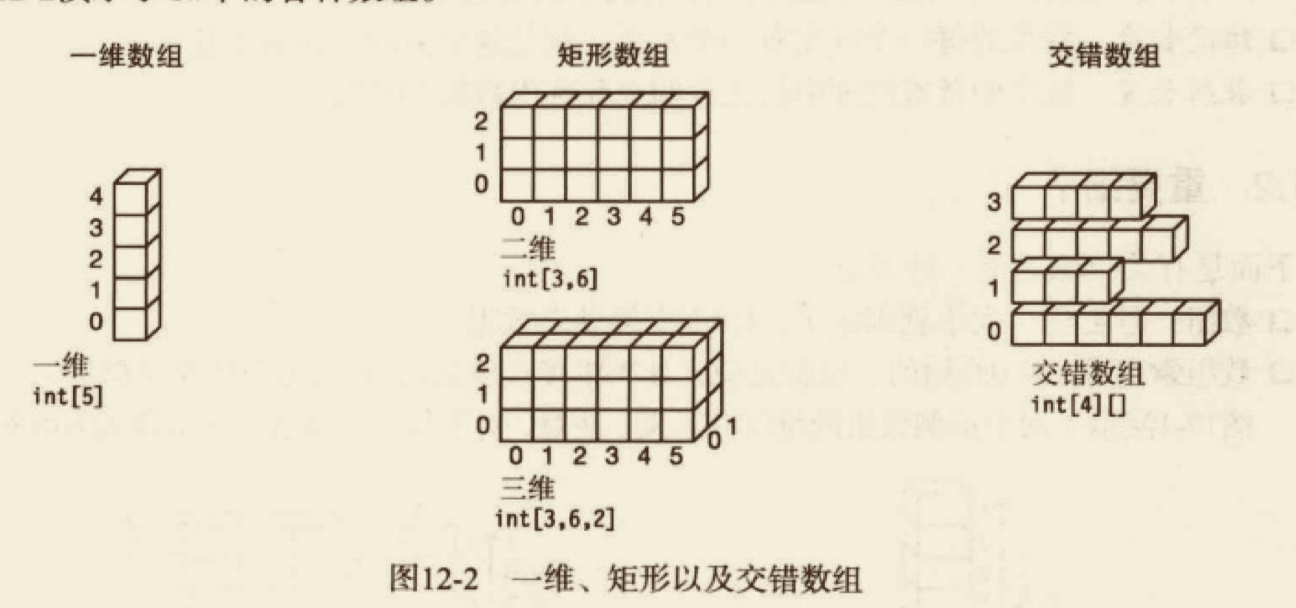 一维数组
矩形数组
交错数组
4
3
2
1
0
一维
int[5]
2
1
0
0 1 2 3 4 5
二维
int[3,6]
2
1
0
0 1 2 3 4 5
0 1
三维
int[3,6,2]
3
2
1
0
交错数组
int[4][]
图12-2 一维、矩形以及交错数组